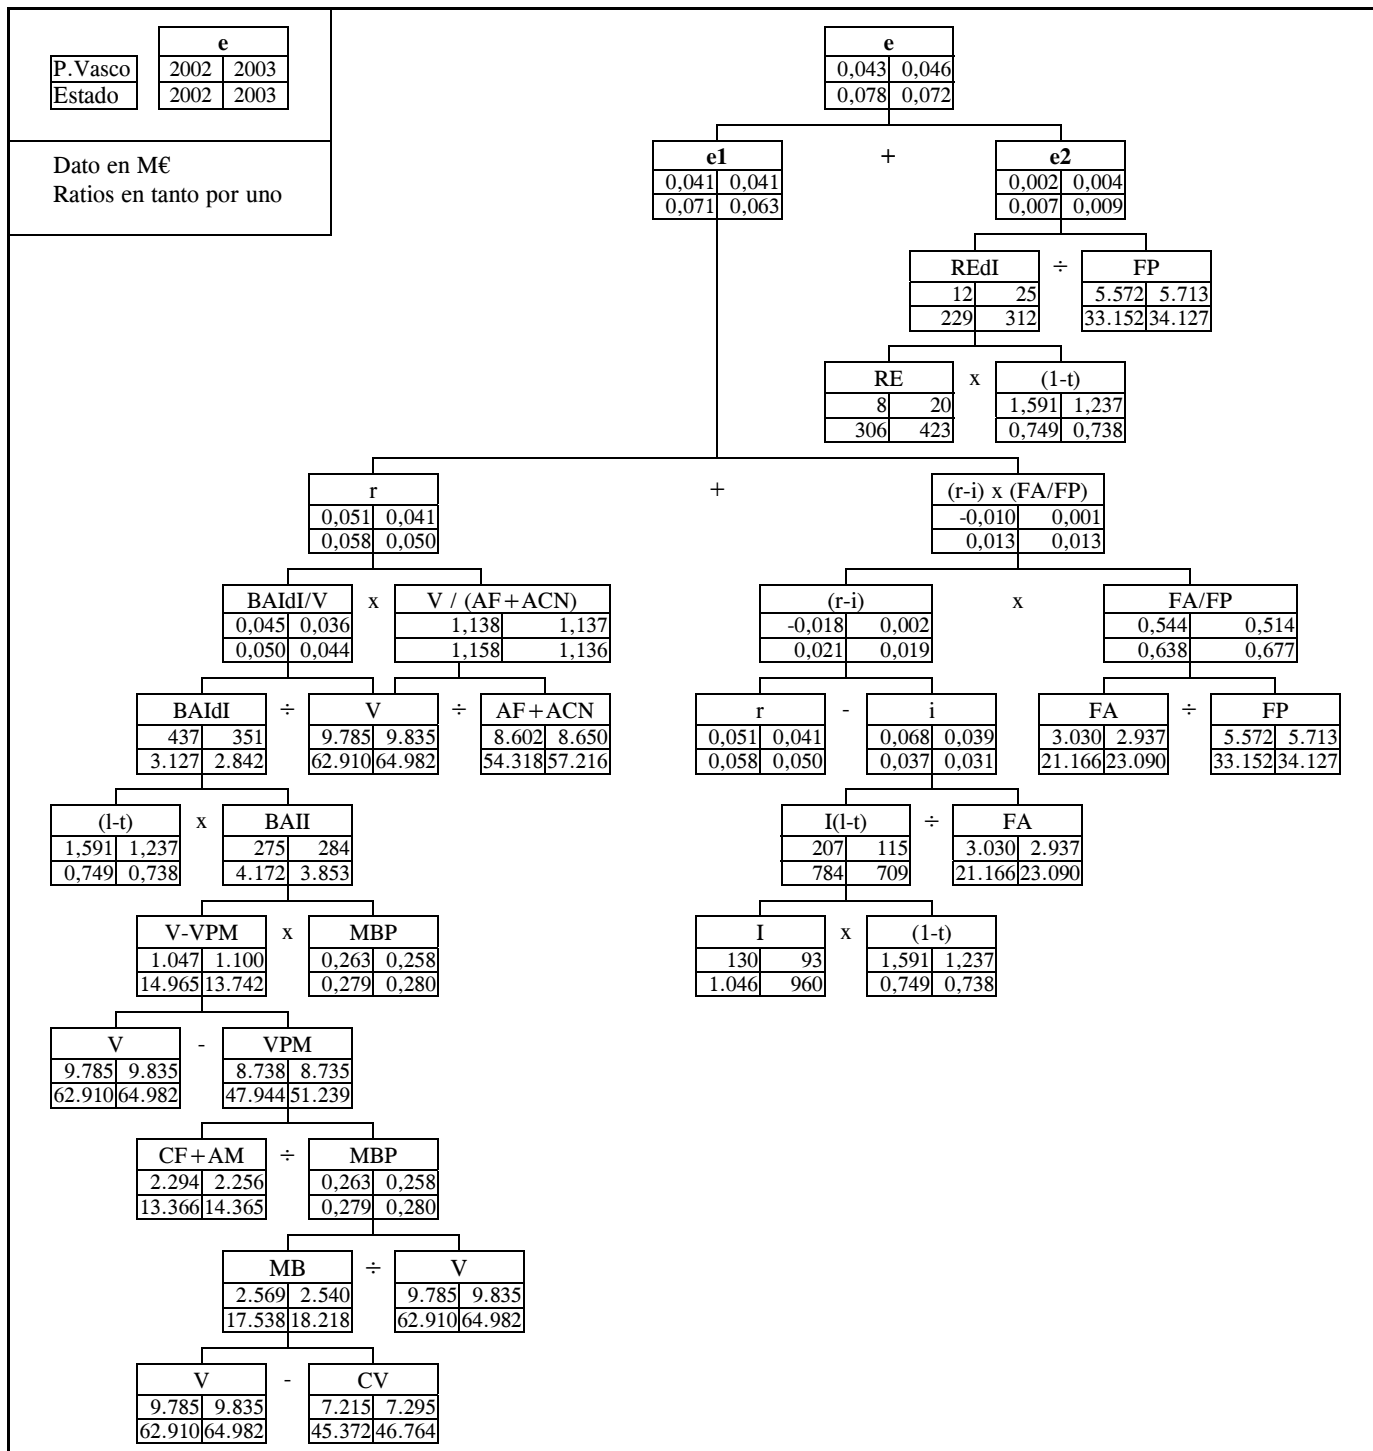 e
P.Vasco 2002 2003
Estado 2002 2003
Dato en M€
Ratios en tanto por uno
e
0,043 0,046
0,078 0,072
e1 + e2
0,041 0,041 0,002 0,004
0,071 0,063 0,007 0,009
REdI ÷ FP
12 25 5.572 5.713
229 312 33.152 34.127
RE x (1-t)
8 20 1,591 1,237
306 423 0,749 0,738
r + (r-i) x (FA/FP)
0,051 0,041 -0,010 0,001
0,058 0,050 0,013 0,013
BAIdI/V x V / (AF+ACN) (r-i) x FA/FP
0,045 0,036 1,138 1,137 -0,018 0,002 0,544 0,514
0,050 0,044 1,158 1,136 0,021 0,019 0,638 0,677
BAIdI ÷ V ÷ AF+ACN r - i FA ÷ FP
437 351 9.785 9.835 8.602 8.650 0,051 0,041 0,068 0,039 3.030 2.937 5.572 5.713
3.127 2.842 62.910 64.982 54.318 57.216 0,058 0,050 0,037 0,031 21.166 23.090 33.152 34.127
(l-t) x BAII I(l-t) ÷ FA
1,591 1,237 275 284 207 115 3.030 2.937
0,749 0,738 4.172 3.853 784 709 21.166 23.090
V-VPM x MBP I x (1-t)
1.047 1.100 0,263 0,258 130 93 1,591 1,237
14.965 13.742 0,279 0,280 1.046 960 0,749 0,738
V - VPM
9.785 9.835 8.738 8.735
62.910 64.982 47.944 51.239
CF+AM ÷ MBP
2.294 2.256 0,263 0,258
13.366 14.365 0,279 0,280
MB ÷ V
2.569 2.540 9.785 9.835
17.538 18.218 62.910 64.982
V - CV
9.785 9.835 7.215 7.295
62.910 64.982 45.372 46.764